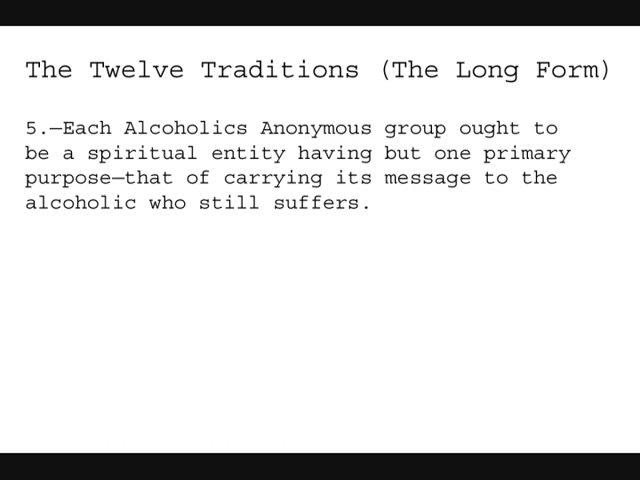 The Twelve Traditions (The Long Form)
5.—Each Alcoholics Anonymous group ought to
be a spiritual entity having but one primary
purpose—that of carrying its message to the
alcoholic who still suffers.